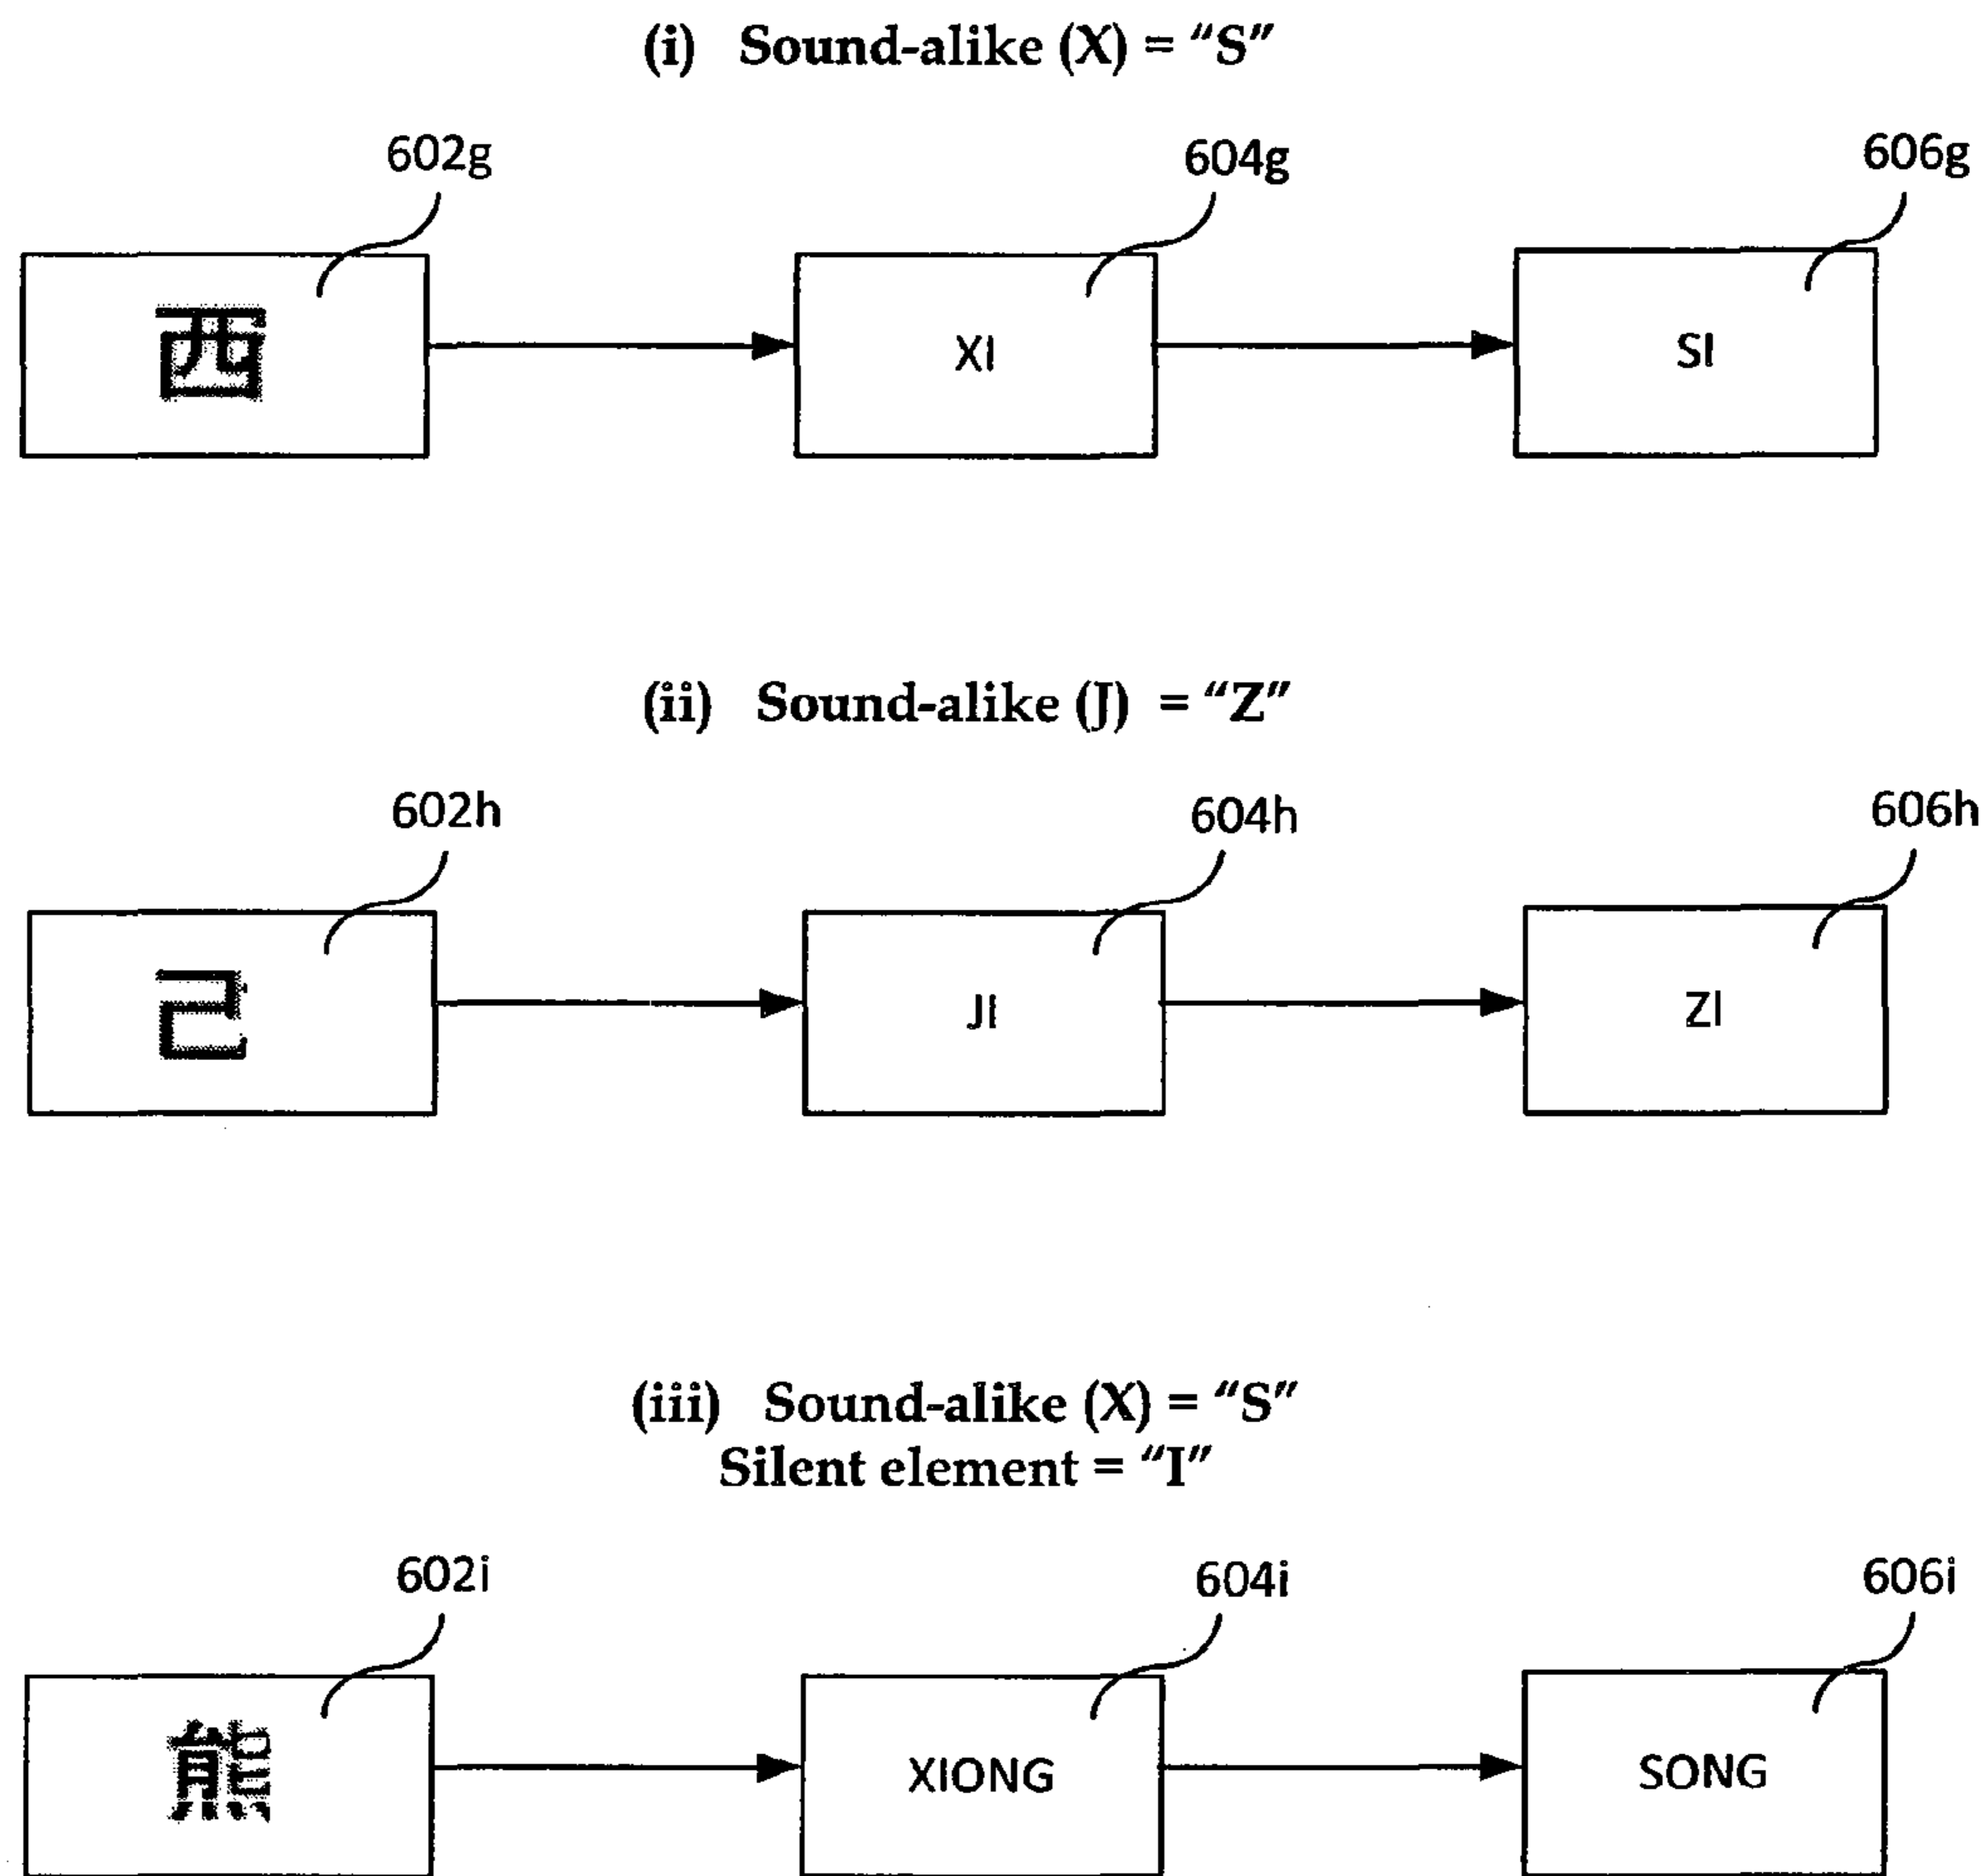 (i) Sound-alike (X) = “S”
602g 604g 606g
西 XI SI
(ii) Sound-alike (J) = “Z”
602h 604h 606h
己 JI ZI
(iii) Sound-alike (X) = “S”
Silent element = “I”
602i 604i 606i
熊 XIONG SONG